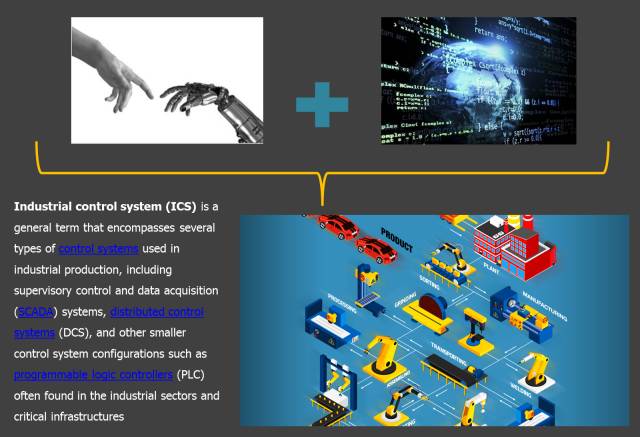 return ans;
Industrial control system (ICS) is a
general term that encompasses several
types of control systems used in
industrial production, including
supervisory control and data acquisition
(SCADA) systems, distributed control
systems (DCS), and other smaller
control system configurations such as
programmable logic controllers (PLC)
often found in the industrial sectors and
critical infrastructures
PRODUCT
PLANT
SORTING
MANUFACTURING
PROCESSING
GRINDING
TRANSPORTING
WELDING